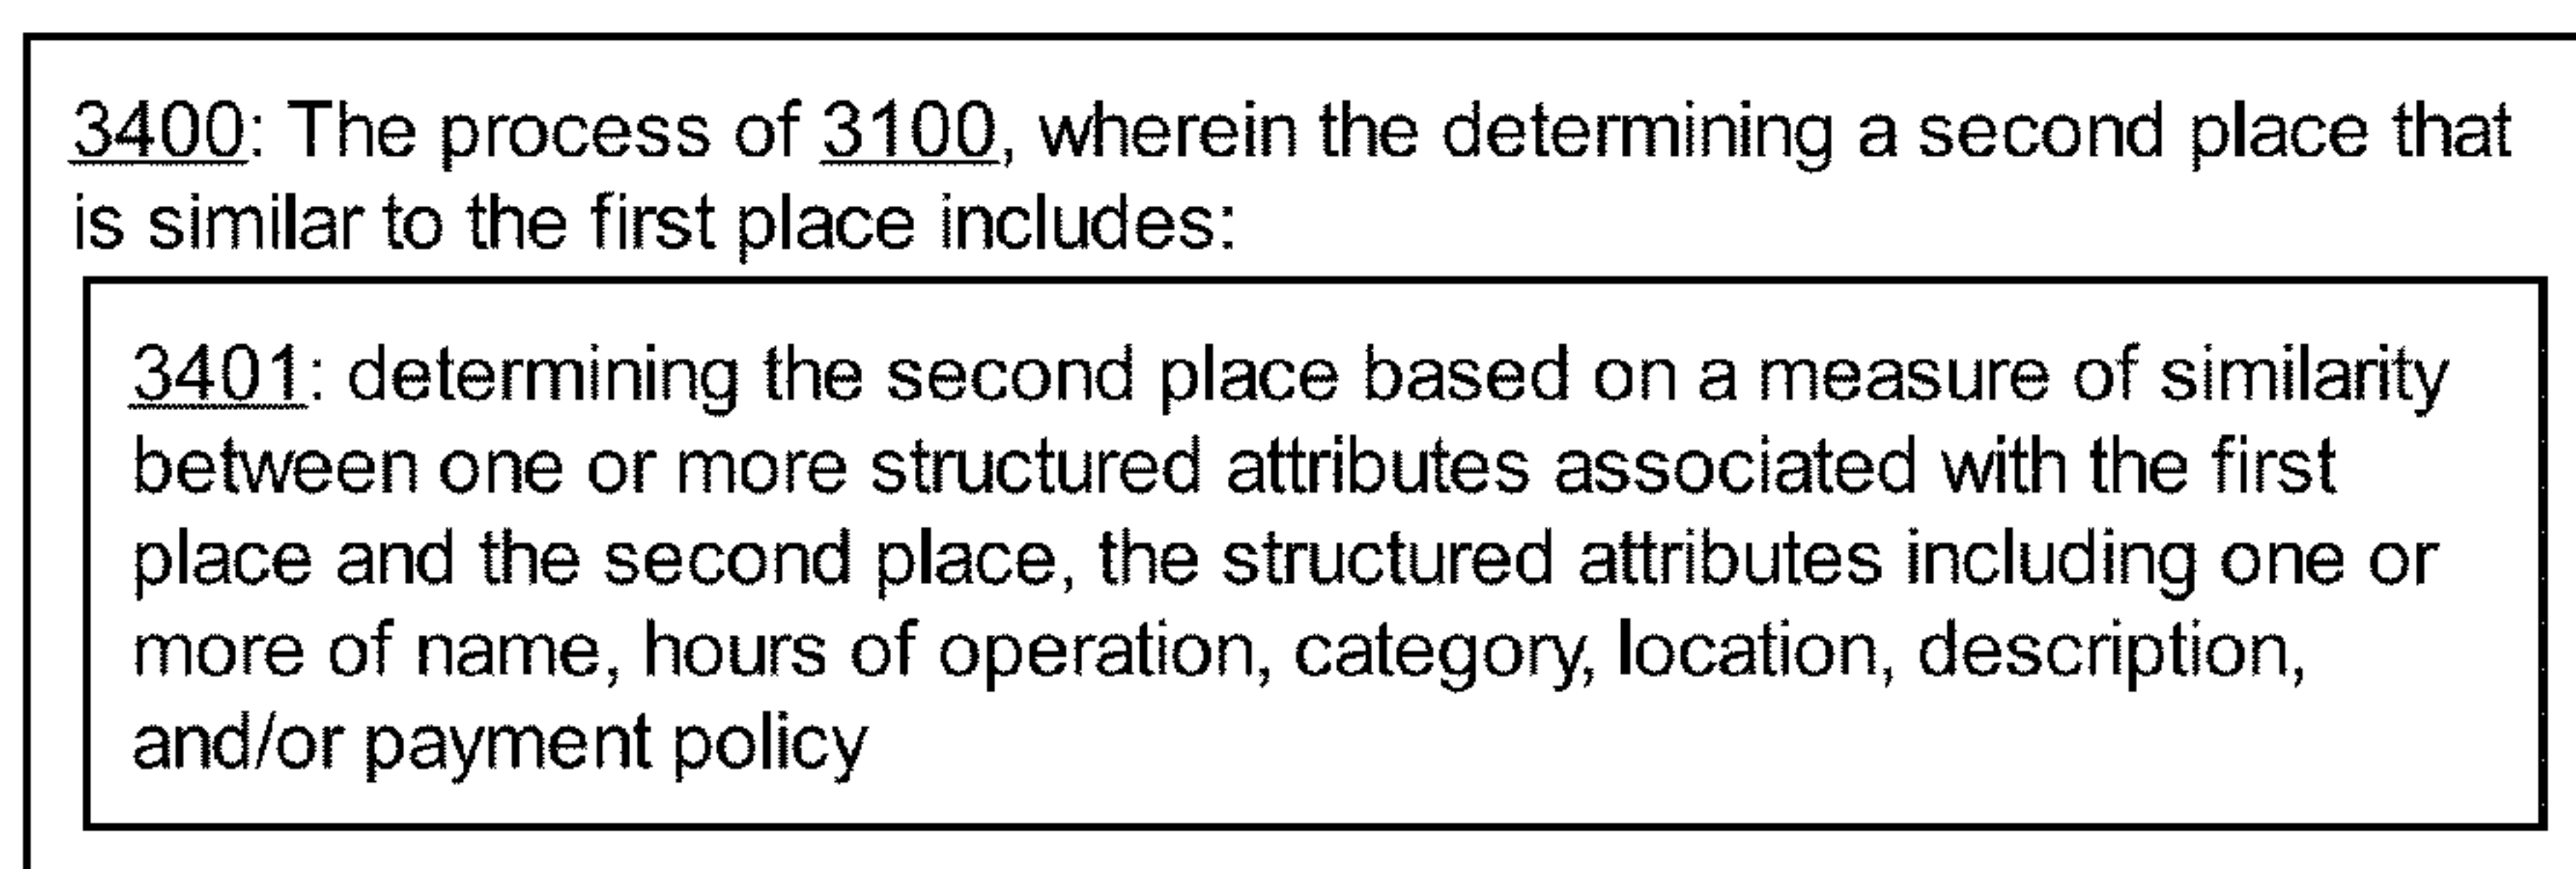 3400: The process of 3100, wherein the determining a second place that
is similar to the first place includes:
3401: determining the second place based on a measure of similarity
between one or more structured attributes associated with the first
place and the second place, the structured attributes including one or
more of name, hours of operation, category, location, description,
and/or payment policy